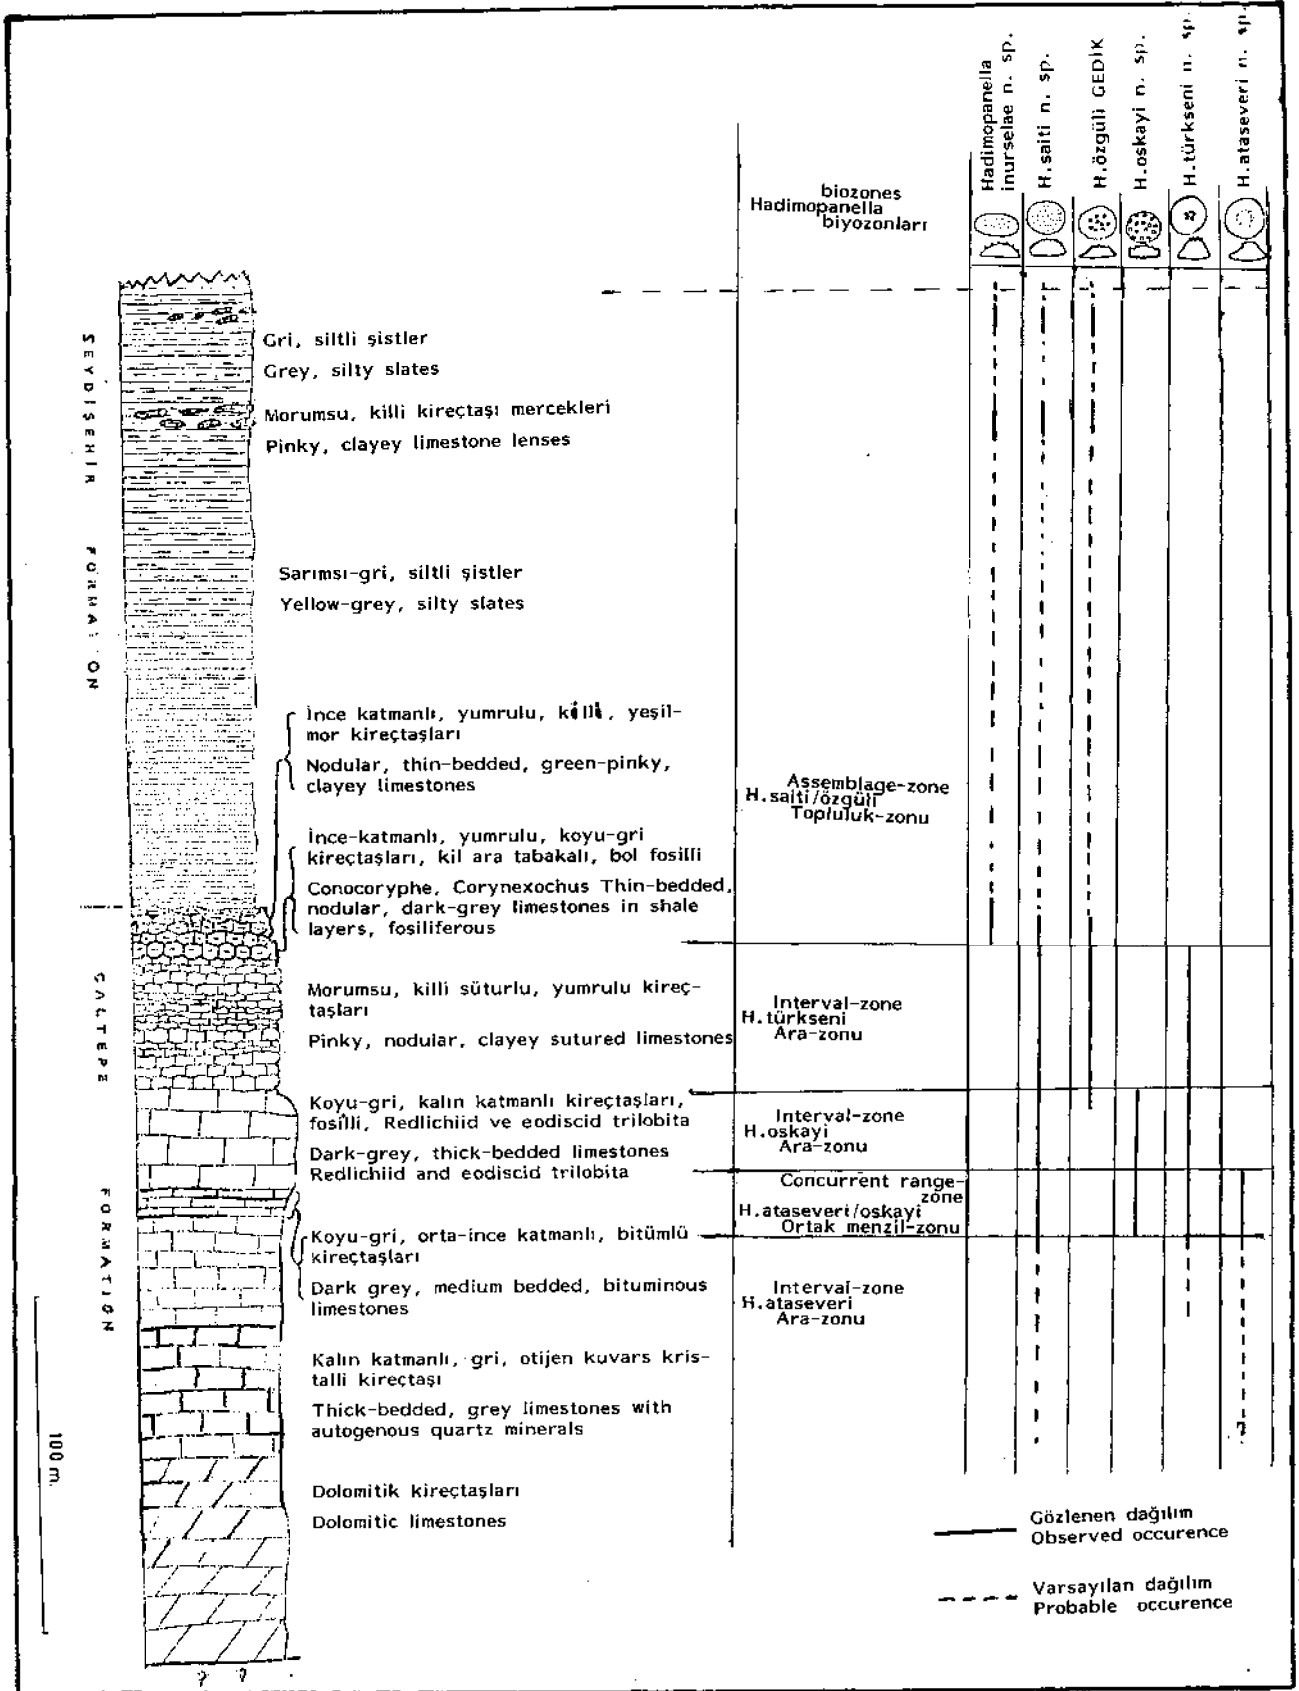 Hadimopanella
inurselae n. sp.
H.saiti n. sp.
H.özgüli GEDİK
H.oskayi n. sp.
H.türkseni n. sp.
H.ataseveri n. sp.
biozones
Hadimopanella
biyozonları
SEYDİŞEHİR
Gri, siltli şistler
Grey, silty slates
Morumsu, killi kireçtaşı mercekleri
Pinky, clayey limestone lenses
Sarımsı-gri, siltli şistler
Yellow-grey, silty slates
İnce katmanlı, yumrulu, killi, yeşil-
mor kireçtaşları
Nodular, thin-bedded, green-pinky,
clayey limestones
Assemblage-zone
H.saiti/özgüli
Topluluk-zonu
İnce-katmanlı, yumrulu, koyu-gri
kireçtaşları, kil ara tabakalı, bol fosilli
Conocoryphe, Corynexochus Thin-bedded,
nodular, dark-grey limestones in shale
layers, fosiliferous
ÇALTEPE
FORMATION
Morumsu, killi süturlu, yumrulu kireç-
taşları
Pinky, nodular, clayey sutured limestones
Interval-zone
H.türkseni
Ara-zonu
Koyu-gri, kalın katmanlı kireçtaşları,
fosilli, Redlichiid ve eodiscid trilobita
Dark-grey, thick-bedded limestones
Redlichiid and eodiscid trilobita
Interval-zone
H.oskayi
Ara-zonu
Concurrent range-
zone
H.ataseveri/oskayi
Ortak menzil-zonu
Koyu-gri, orta-ince katmanlı, bitümlü
kireçtaşları
Dark grey, medium bedded, bituminous
limestones
Interval-zone
H.ataseveri
Ara-zonu
Kalın katmanlı, gri, otijen kuvars kris-
talli kireçtaşı
Thick-bedded, grey limestones with
autogenous quartz minerals
Dolomitik kireçtaşları
Dolomitic limestones
100 m.
? ?
Gözlenen dağılım
Observed occurence
Varsayılan dağılım
Probable occurence